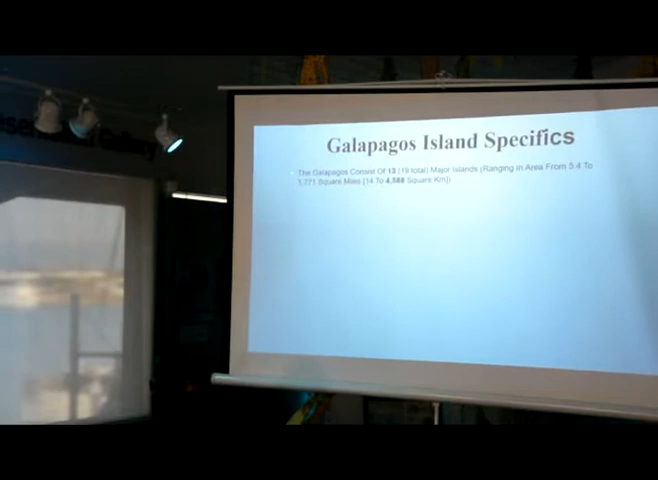 Galapagos Island Specifics
The Galapagos Consist Of 13 (19 total) Major Islands (Ranging In Area From 5.4 To
1,771 Square Miles [14 To 4,588 Square Km])
Gallery